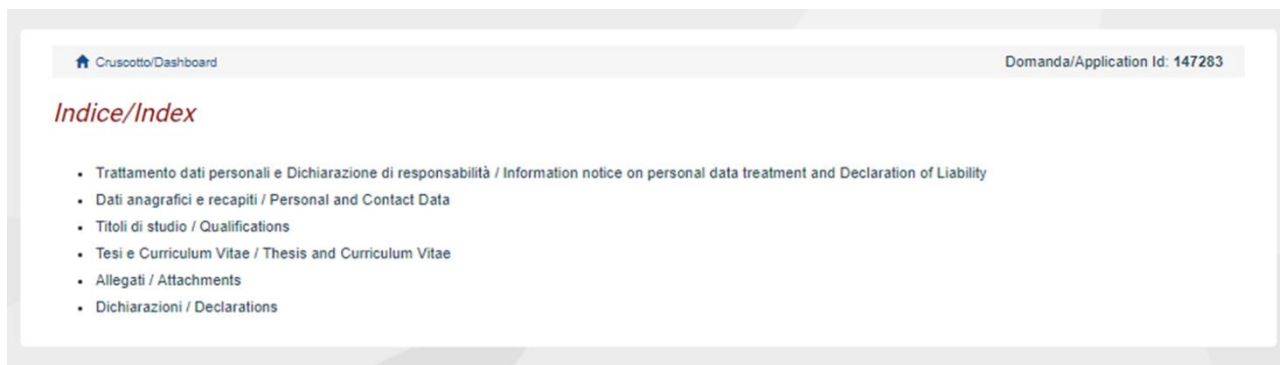 Cruscotto/Dashboard
Domanda/Application Id: 147283
Indice/Index
Trattamento dati personali e Dichiarazione di responsabilità / Information notice on personal data treatment and Declaration of Liability
Dati anagrafici e recapiti / Personal and Contact Data
Titoli di studio / Qualifications
Tesi e Curriculum Vitae / Thesis and Curriculum Vitae
Allegati / Attachments
Dichiarazioni / Declarations